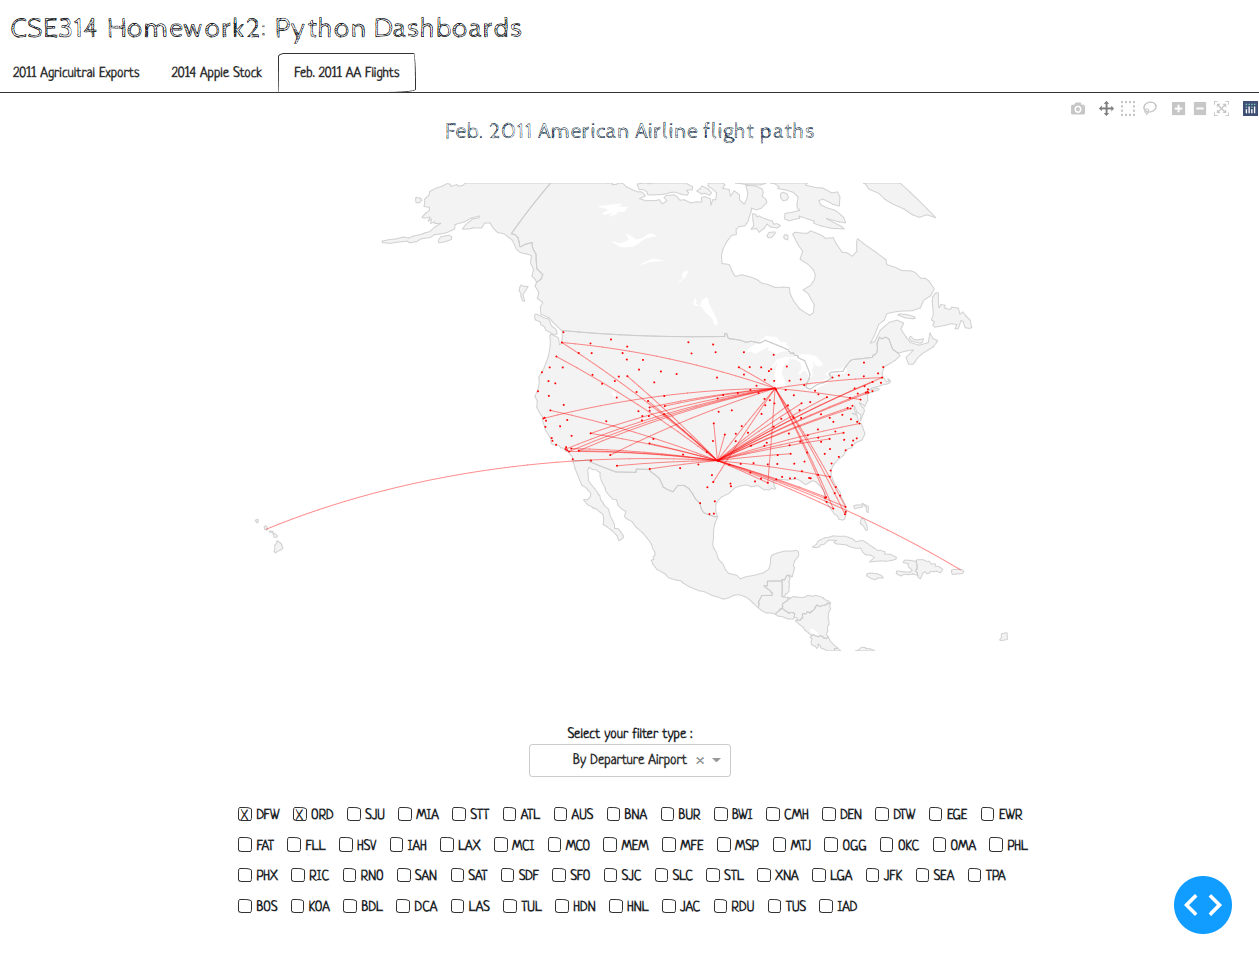 CSE314 Homework2: Python Dashboards
2011 Agricultral Exports 2014 Apple Stock Feb. 2011 AA Flights
Feb. 2011 American Airline flight paths
Select your filter type :
By Departure Airport
DFW ORD SJU MIA STT ATL AUS BNA BUR BWI CMH DEN DTW EGE EWR
FAT FLL HSV IAH LAX MCI MCO MEM MFE MSP MTJ OGG OKC OMA PHL
PHX RIC RNO SAN SAT SDF SFO SJC SLC STL XNA LGA JFK SEA TPA
BOS KOA BDL DCA LAS TUL HDN HNL JAC RDU TUS IAD